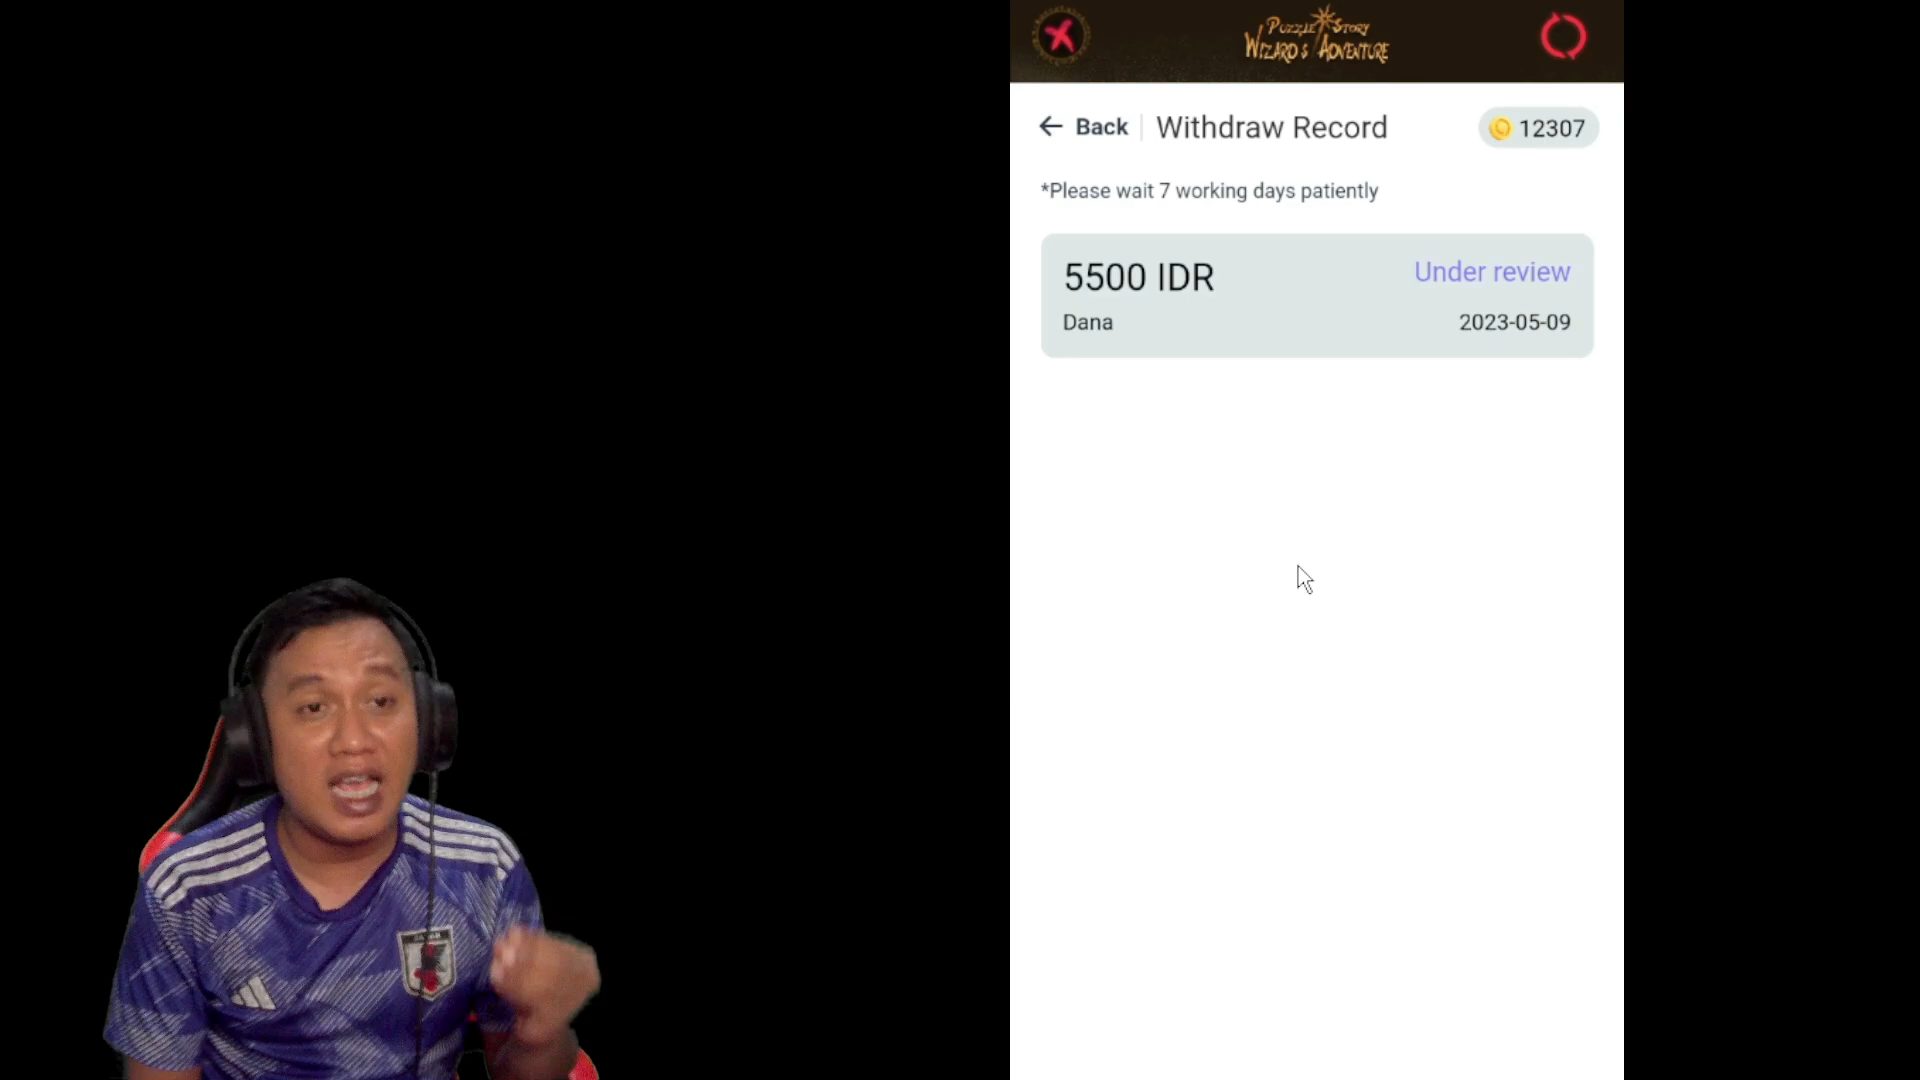 PUZZLE STORY
WIZARD'S ADVENTURE
Back
Withdraw Record
12307
*Please wait 7 working days patiently
5500 IDR
Under review
Dana
2023-05-09
JAPAN